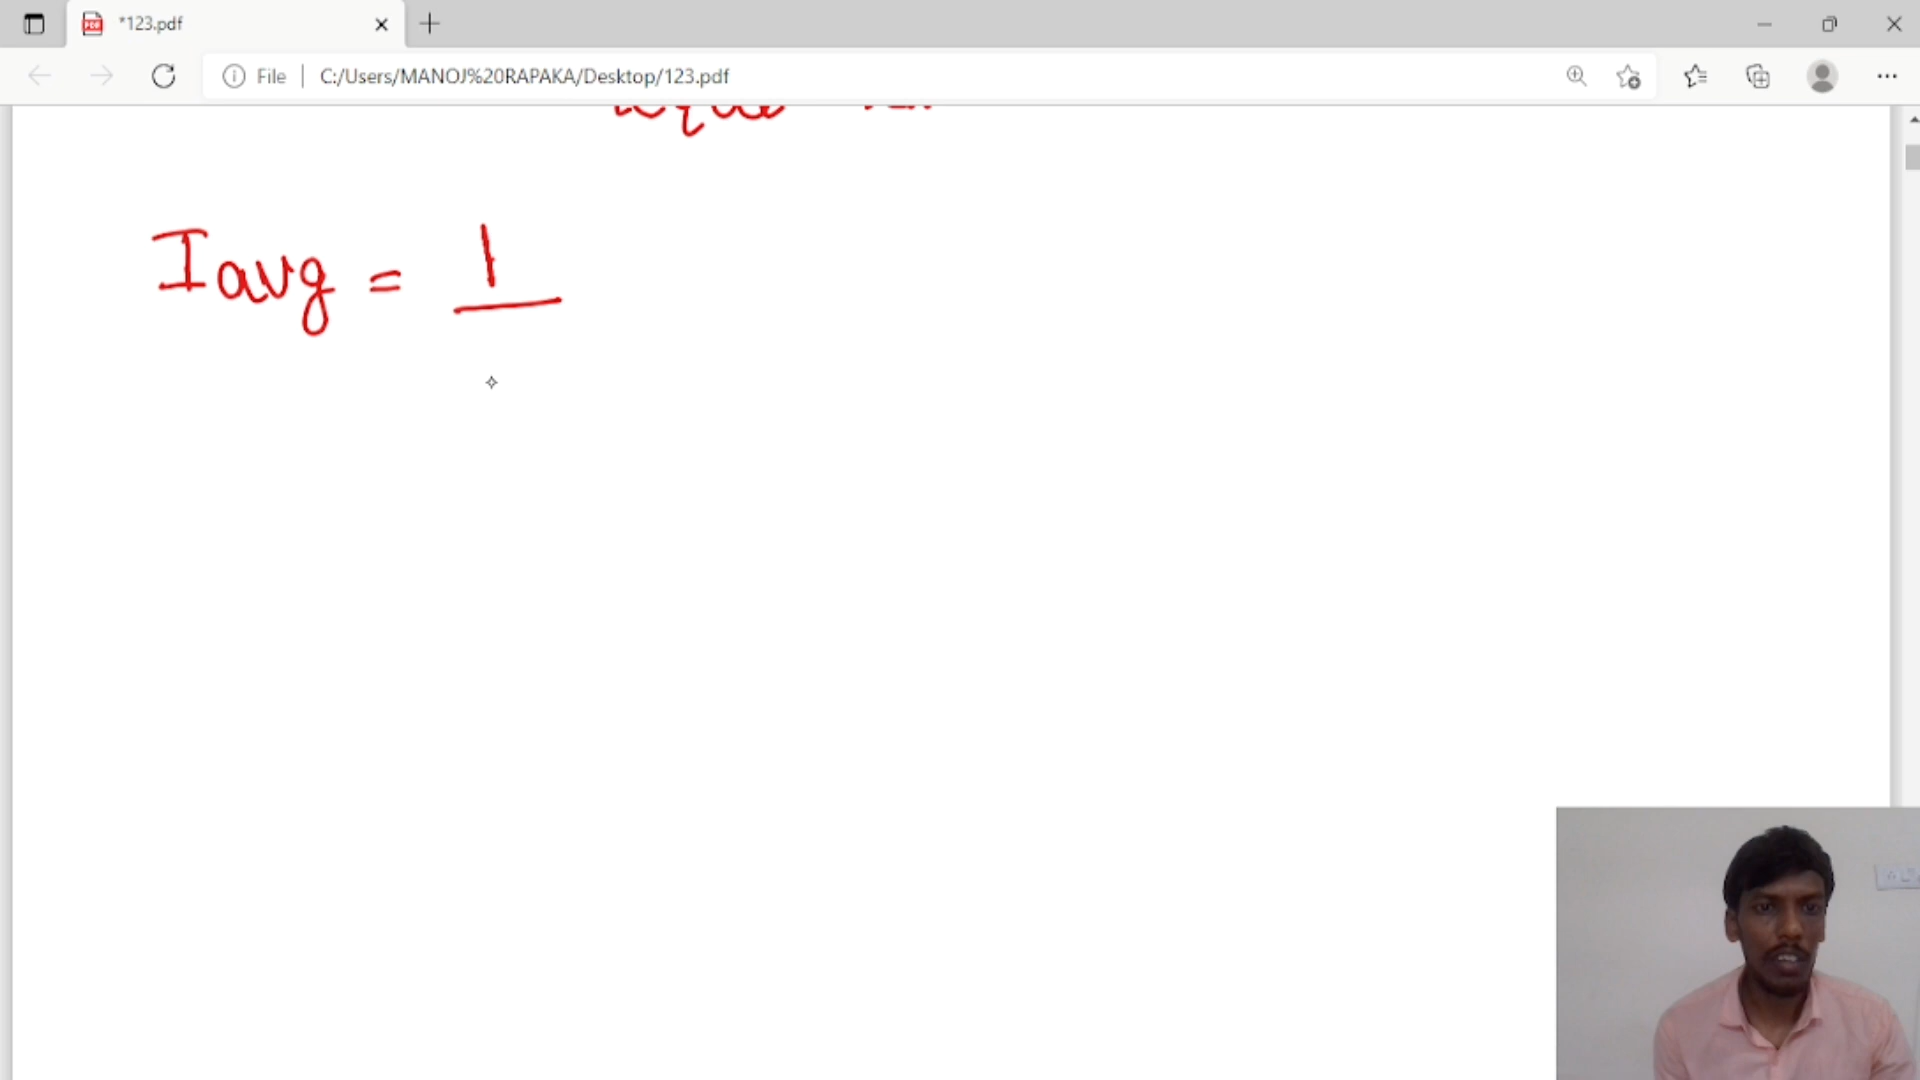 *123.pdf
File C:/Users/MANOJ%20RAPAKA/Desktop/123.pdf
Iavg = 1